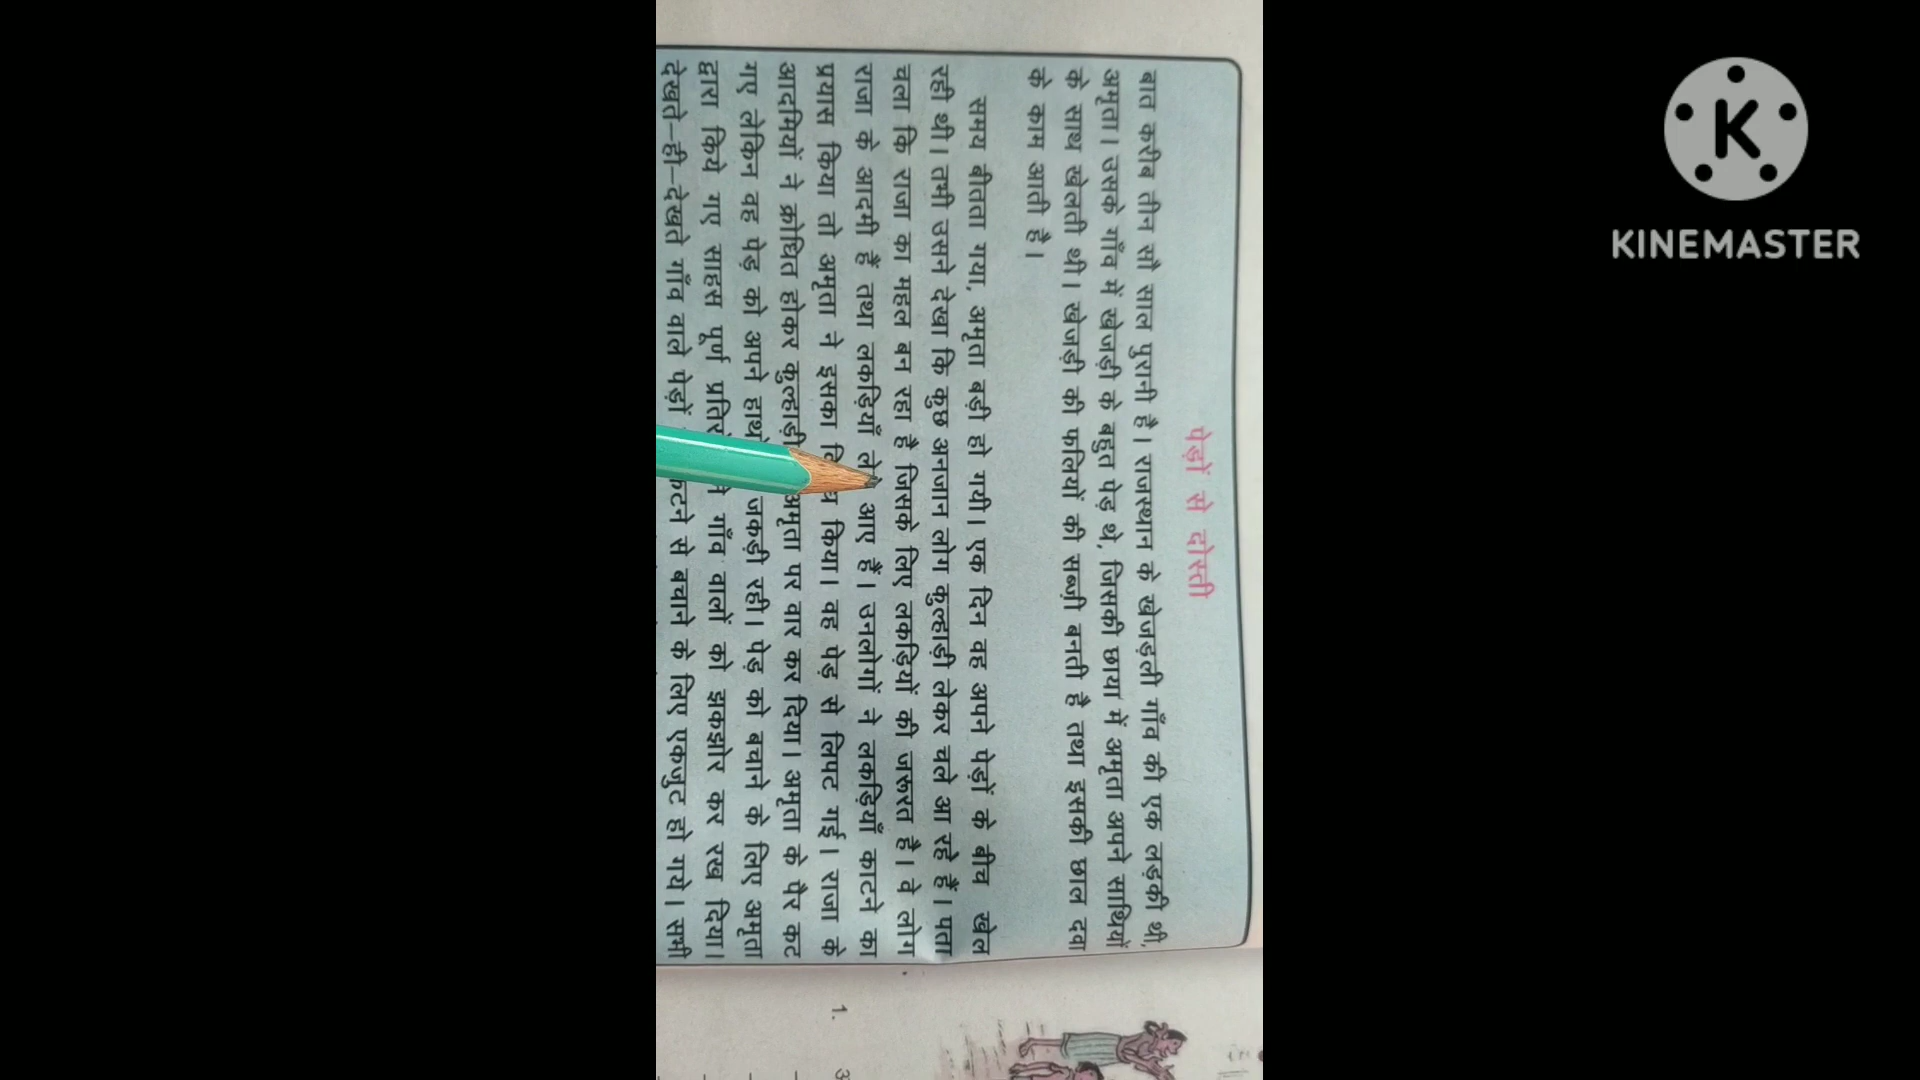 पेड़ों से दोस्ती
बात करीब तीन सौ साल पुरानी है। राजस्थान के खेजड़ली गाँव की एक लड़की थी,
अमृता। उसके गाँव में खेजड़ी के बहुत पेड़ थे, जिसकी छाया में अमृता अपने साथियों
के साथ खेलती थी। खेजड़ी की फलियों की सब्ज़ी बनती है तथा इसकी छाल दवा
के काम आती है।
समय बीतता गया, अमृता बड़ी हो गयी। एक दिन वह अपने पेड़ों के बीच खेल
रही थी। तभी उसने देखा कि कुछ अनजान लोग कुल्हाड़ी लेकर चले आ रहे हैं। पता
चला कि राजा का महल बन रहा है जिसके लिए लकड़ियों की जरूरत है। वे लोग
राजा के आदमी हैं तथा लकड़ियाँ आए हैं। उनलोगों ने लकड़ियाँ काटने का
प्रयास किया तो अमृता ने इसका किया। वह पेड़ से लिपट गई। राजा के
आदमियों ने क्रोधित होकर कुल्हाड़ी अमृता पर वार कर दिया। अमृता के पैर कट
गए लेकिन वह पेड़ को अपने जकड़ी रही। पेड़ को बचाने के लिए अमृता
द्वारा किये गए साहस पूर्ण गाँव वालों को झकझोर कर रख दिया।
देखते-ही-देखते गाँव वाले पेड़ों से बचाने के लिए एकजुट हो गये। सभी
1.
KINEMASTER